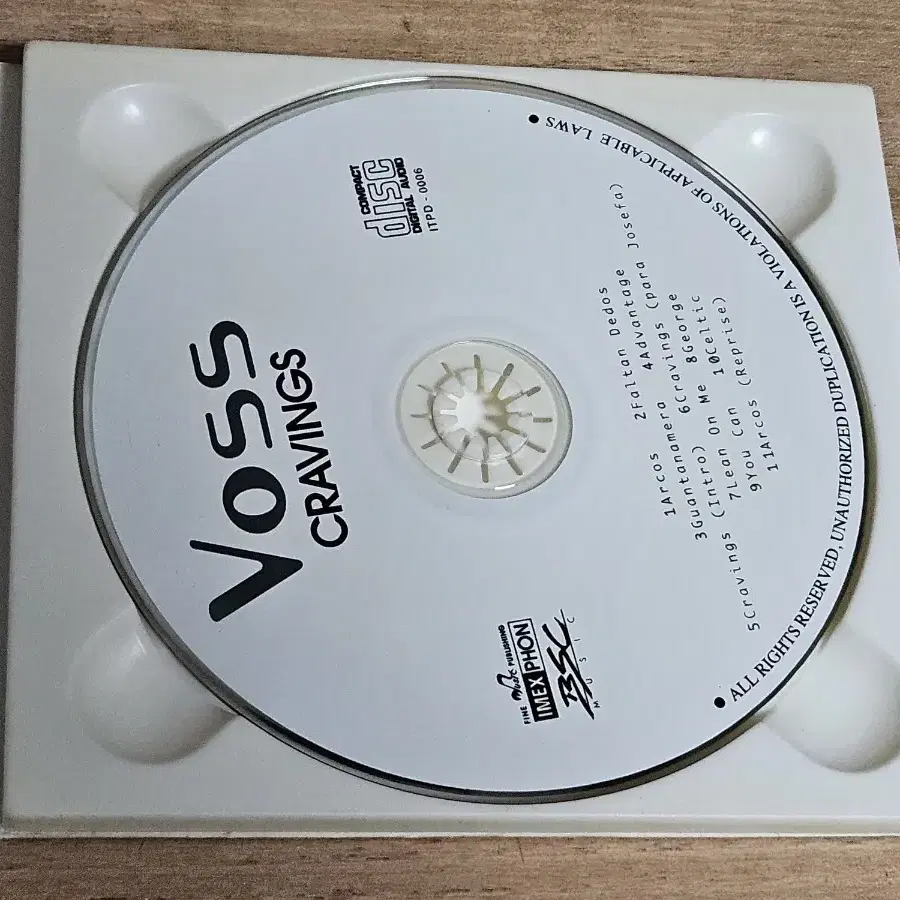 VOSS
CRAVINGS
COMPACT
disc
DIGITAL AUDIO
ITPD-0006
FINE Music PUBLISHING
IMEX PHON
BSC
MUSIC
1Arcos 2Faltan Dedos
3Guantanamera 4Advantage (para Josefa)
5Cravings (Intro) 6Cravings
7Lean On Me 8George
9You Can 10Celtic
11Arcos (Reprise)
● ALL RIGHTS RESERVED, UNAUTHORIZED DUPLICATION IS A VIOLATIONS OF APPLICABLE LAWS ●